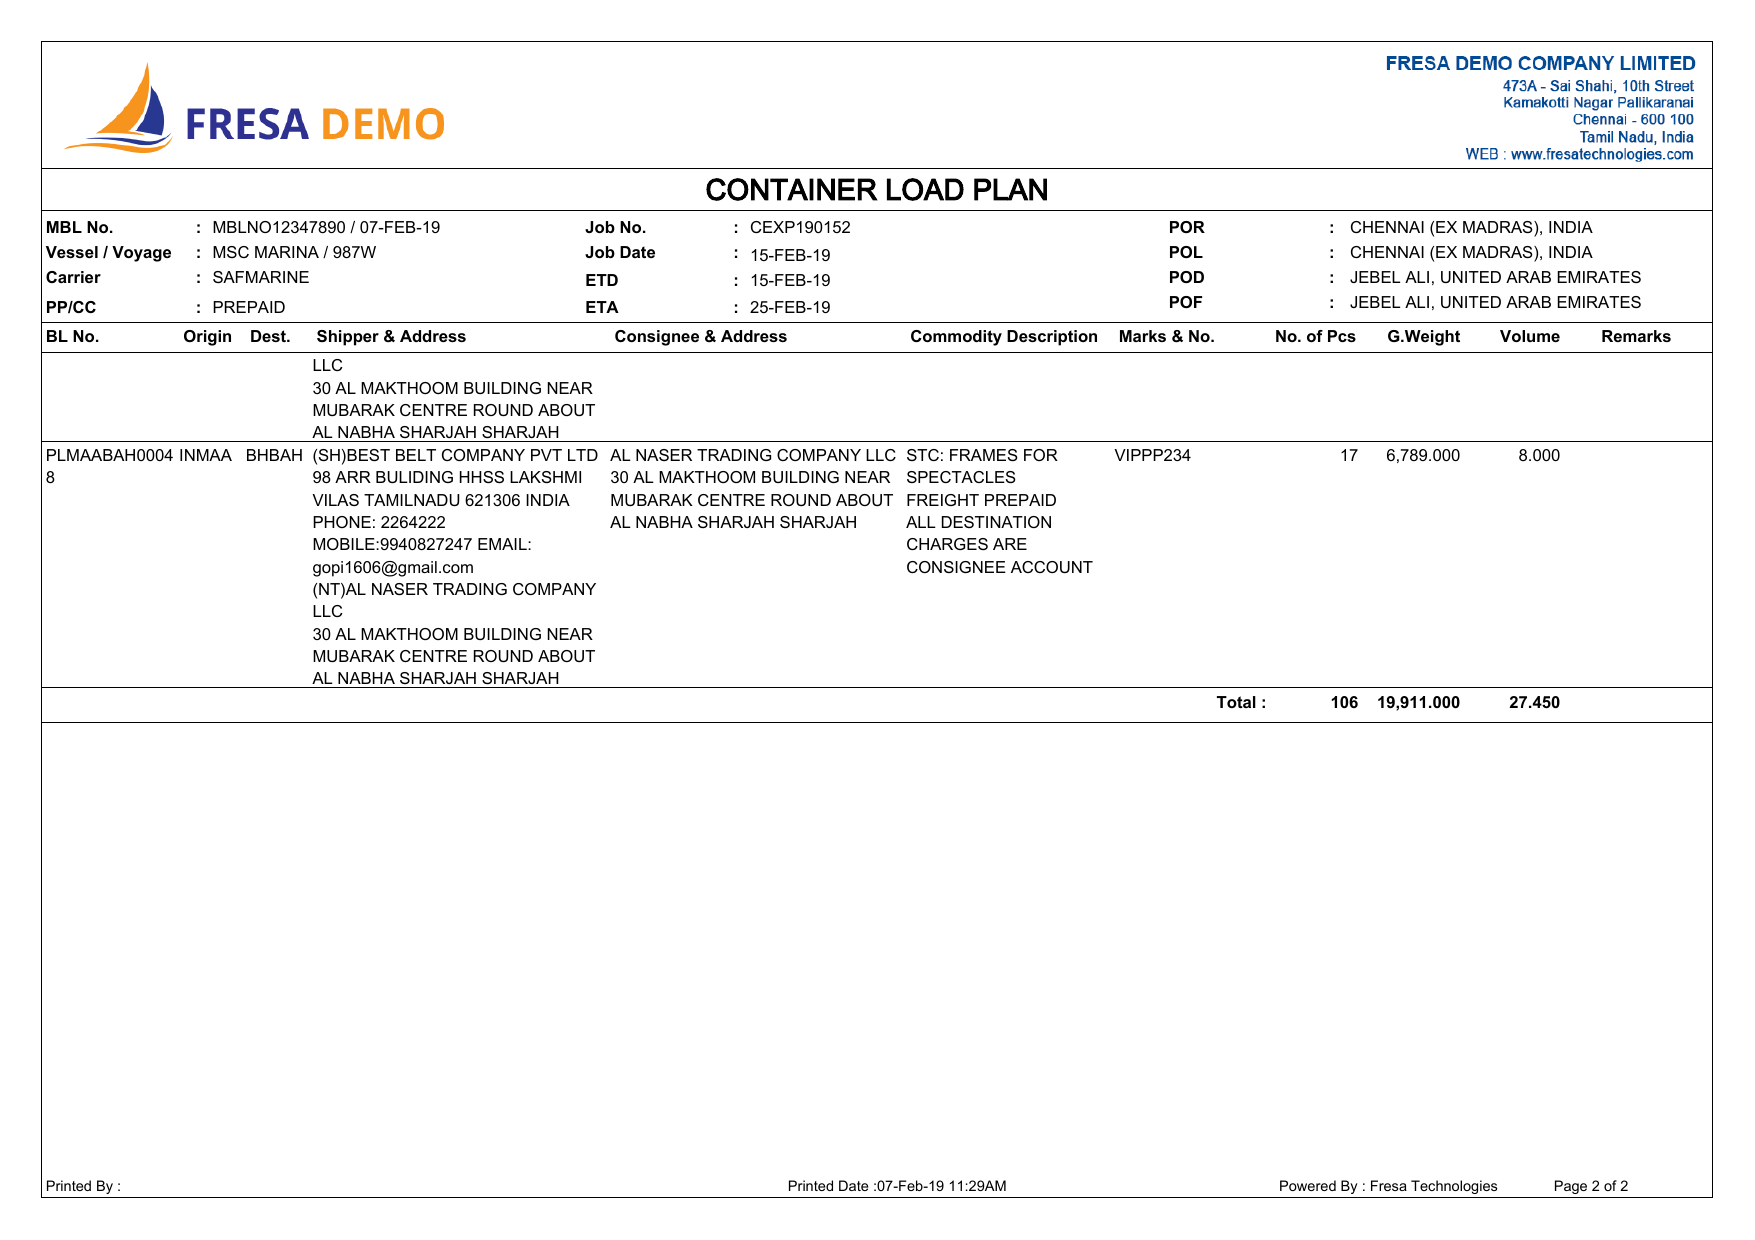 FRESA DEMO
FRESA DEMO COMPANY LIMITED
473A - Sai Shahi, 10th Street
Kamakotti Nagar Pallikaranai
Chennai - 600 100
Tamil Nadu, India
WEB : www.fresatechnologies.com
CONTAINER LOAD PLAN
MBL No. : MBLNO12347890 / 07-FEB-19 Job No. : CEXP190152 POR : CHENNAI (EX MADRAS), INDIA
Vessel / Voyage : MSC MARINA / 987W Job Date : 15-FEB-19 POL : CHENNAI (EX MADRAS), INDIA
Carrier : SAFMARINE ETD : 15-FEB-19 POD : JEBEL ALI, UNITED ARAB EMIRATES
PP/CC : PREPAID ETA : 25-FEB-19 POF : JEBEL ALI, UNITED ARAB EMIRATES
BL No. Origin Dest. Shipper & Address Consignee & Address Commodity Description Marks & No. No. of Pcs G.Weight Volume Remarks
LLC
30 AL MAKTHOOM BUILDING NEAR
MUBARAK CENTRE ROUND ABOUT
AL NABHA SHARJAH SHARJAH
PLMAABAH0004 INMAA BHBAH (SH)BEST BELT COMPANY PVT LTD AL NASER TRADING COMPANY LLC STC: FRAMES FOR VIPPP234 17 6,789.000 8.000
8 98 ARR BULIDING HHSS LAKSHMI 30 AL MAKTHOOM BUILDING NEAR SPECTACLES
VILAS TAMILNADU 621306 INDIA MUBARAK CENTRE ROUND ABOUT FREIGHT PREPAID
PHONE: 2264222 AL NABHA SHARJAH SHARJAH ALL DESTINATION
MOBILE:9940827247 EMAIL: CHARGES ARE
gopi1606@gmail.com CONSIGNEE ACCOUNT
(NT)AL NASER TRADING COMPANY
LLC
30 AL MAKTHOOM BUILDING NEAR
MUBARAK CENTRE ROUND ABOUT
AL NABHA SHARJAH SHARJAH
Total : 106 19,911.000 27.450
Printed By : Printed Date :07-Feb-19 11:29AM Powered By : Fresa Technologies Page 2 of 2